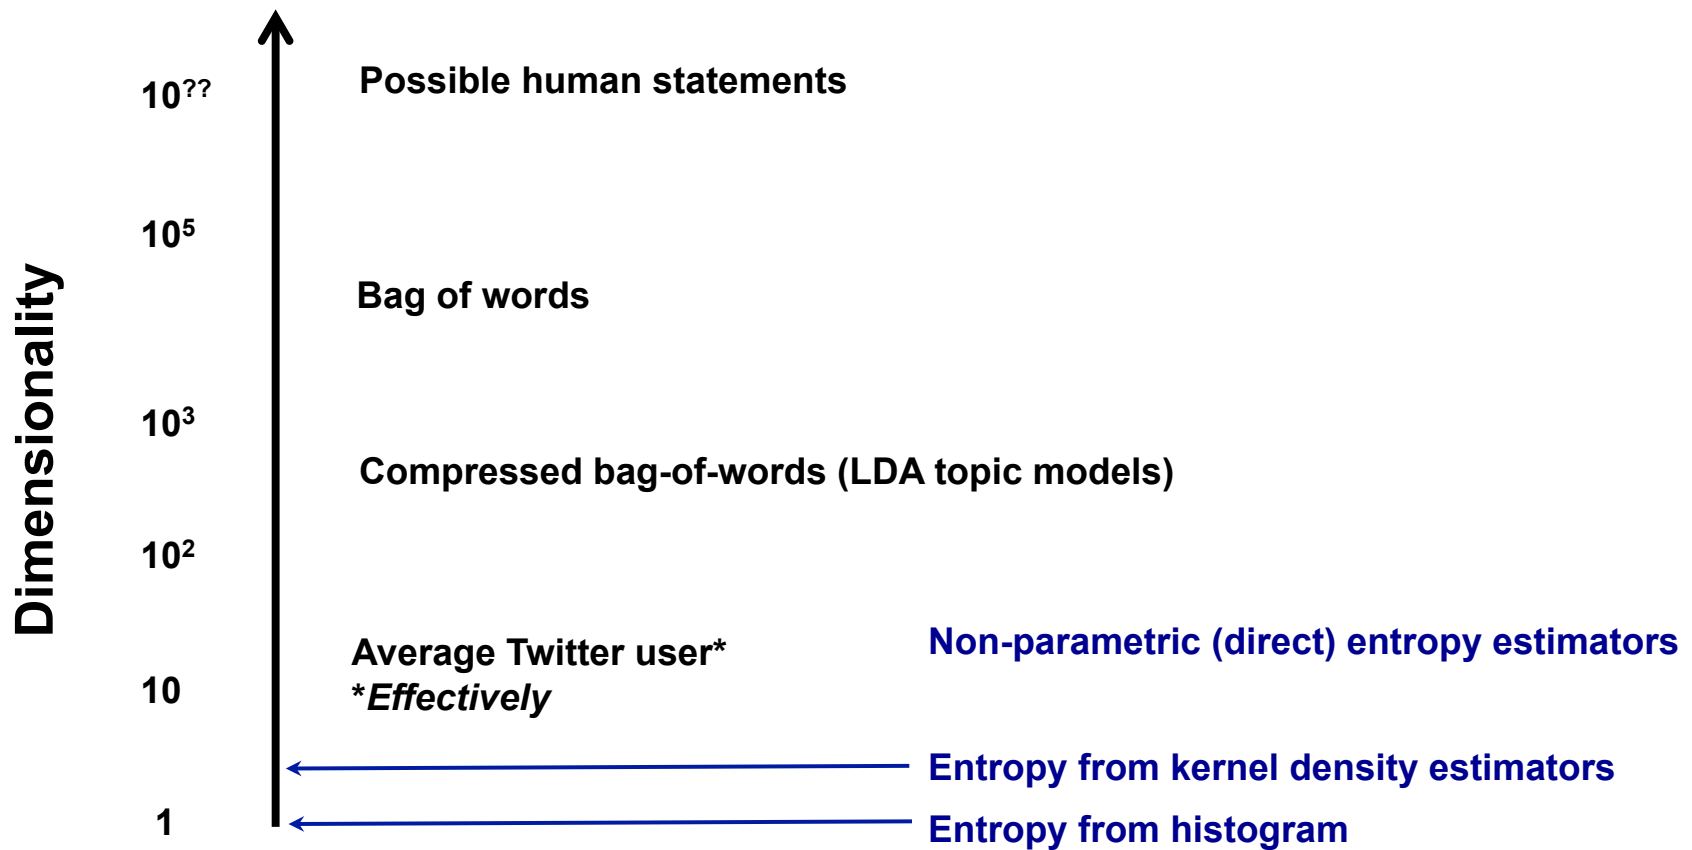 Dimensionality
10??
Possible human statements
105
Bag of words
103
Compressed bag-of-words (LDA topic models)
102
Average Twitter user*
*Effectively
Non-parametric (direct) entropy estimators
10
Entropy from kernel density estimators
1
Entropy from histogram